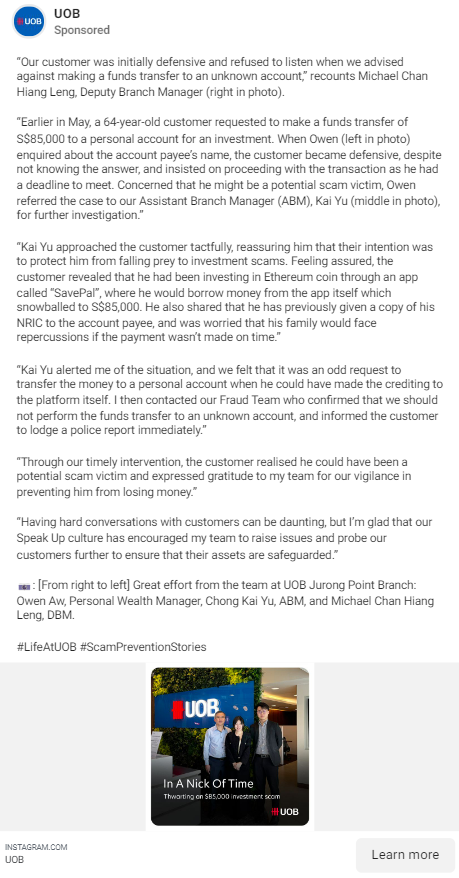 UOB
UOB
Sponsored
“Our customer was initially defensive and refused to listen when we advised
against making a funds transfer to an unknown account,” recounts Michael Chan
Hiang Leng, Deputy Branch Manager (right in photo).
“Earlier in May, a 64-year-old customer requested to make a funds transfer of
S$85,000 to a personal account for an investment. When Owen (left in photo)
enquired about the account payee’s name, the customer became defensive, despite
not knowing the answer, and insisted on proceeding with the transaction as he had
a deadline to meet. Concerned that he might be a potential scam victim, Owen
referred the case to our Assistant Branch Manager (ABM), Kai Yu (middle in photo),
for further investigation.”
“Kai Yu approached the customer tactfully, reassuring him that their intention was
to protect him from falling prey to investment scams. Feeling assured, the
customer revealed that he had been investing in Ethereum coin through an app
called “SavePal”, where he would borrow money from the app itself which
snowballed to S$85,000. He also shared that he has previously given a copy of his
NRIC to the account payee, and was worried that his family would face
repercussions if the payment wasn’t made on time.”
“Kai Yu alerted me of the situation, and we felt that it was an odd request to
transfer the money to a personal account when he could have made the crediting to
the platform itself. I then contacted our Fraud Team who confirmed that we should
not perform the funds transfer to an unknown account, and informed the customer
to lodge a police report immediately.”
“Through our timely intervention, the customer realised he could have been a
potential scam victim and expressed gratitude to my team for our vigilance in
preventing him from losing money.”
“Having hard conversations with customers can be daunting, but I’m glad that our
Speak Up culture has encouraged my team to raise issues and probe our
customers further to ensure that their assets are safeguarded.”
: [From right to left] Great effort from the team at UOB Jurong Point Branch:
Owen Aw, Personal Wealth Manager, Chong Kai Yu, ABM, and Michael Chan Hiang
Leng, DBM.
#LifeAtUOB #ScamPreventionStories
UOB
In A Nick Of Time
Thwarting an S$85,000 investment scam
UOB
INSTAGRAM.COM
UOB
Learn more